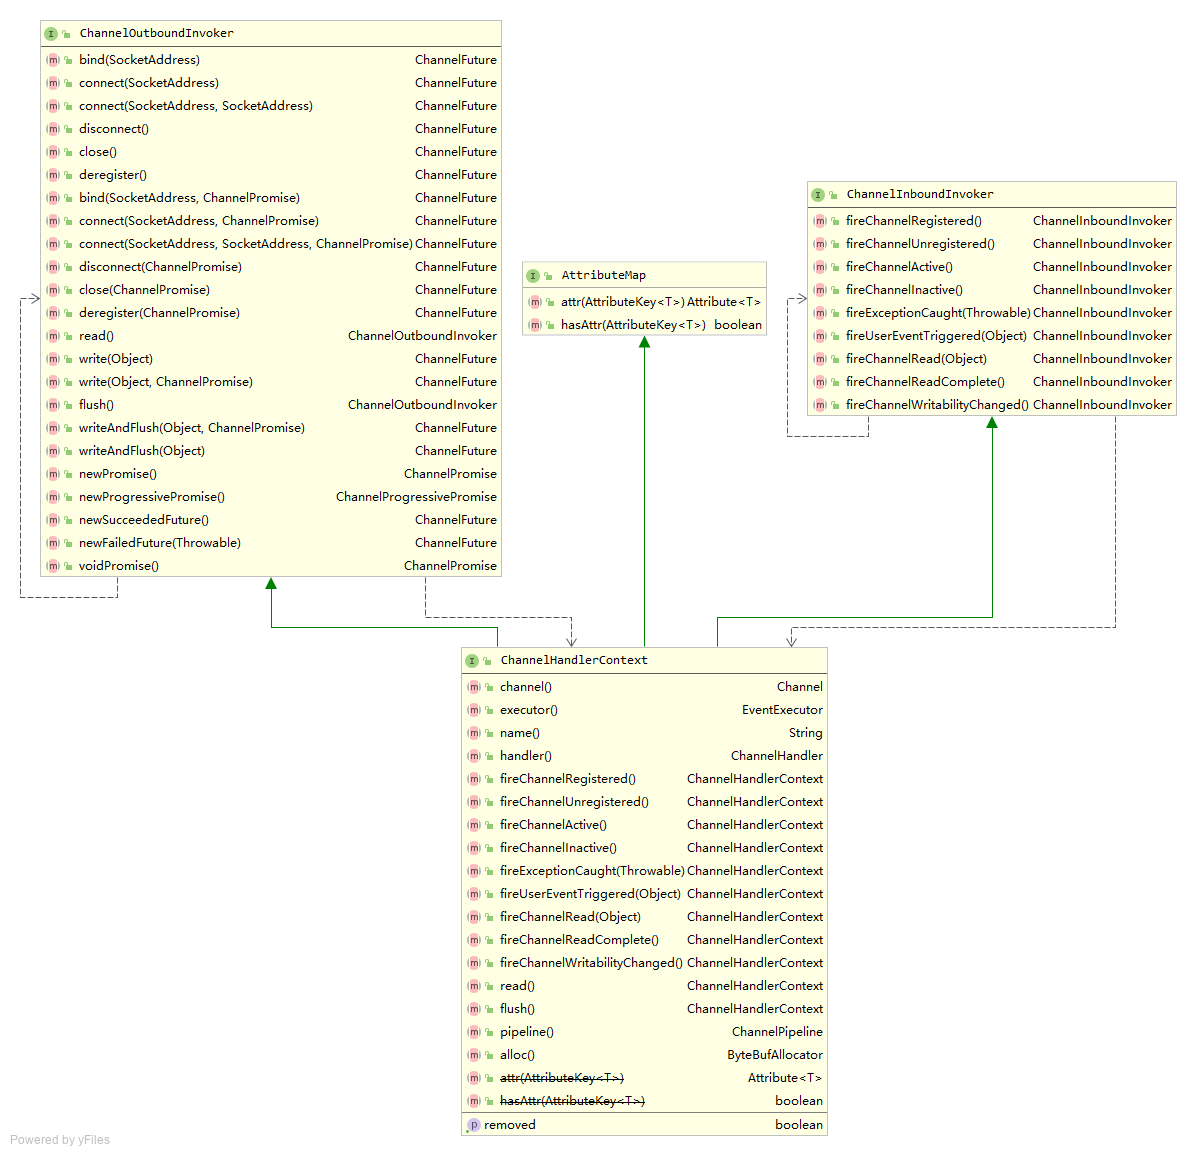 ChannelOutboundInvoker
bind(SocketAddress) ChannelFuture
connect(SocketAddress) ChannelFuture
connect(SocketAddress, SocketAddress) ChannelFuture
disconnect() ChannelFuture
close() ChannelFuture
deregister() ChannelFuture
bind(SocketAddress, ChannelPromise) ChannelFuture
connect(SocketAddress, ChannelPromise) ChannelFuture
connect(SocketAddress, SocketAddress, ChannelPromise) ChannelFuture
disconnect(ChannelPromise) ChannelFuture
close(ChannelPromise) ChannelFuture
deregister(ChannelPromise) ChannelFuture
read() ChannelOutboundInvoker
write(Object) ChannelFuture
write(Object, ChannelPromise) ChannelFuture
flush() ChannelOutboundInvoker
writeAndFlush(Object, ChannelPromise) ChannelFuture
writeAndFlush(Object) ChannelFuture
newPromise() ChannelPromise
newProgressivePromise() ChannelProgressivePromise
newSucceededFuture() ChannelFuture
newFailedFuture(Throwable) ChannelFuture
voidPromise() ChannelPromise
AttributeMap
attr(AttributeKey<T>) Attribute<T>
hasAttr(AttributeKey<T>) boolean
ChannelInboundInvoker
fireChannelRegistered() ChannelInboundInvoker
fireChannelUnregistered() ChannelInboundInvoker
fireChannelActive() ChannelInboundInvoker
fireChannelInactive() ChannelInboundInvoker
fireExceptionCaught(Throwable) ChannelInboundInvoker
fireUserEventTriggered(Object) ChannelInboundInvoker
fireChannelRead(Object) ChannelInboundInvoker
fireChannelReadComplete() ChannelInboundInvoker
fireChannelWritabilityChanged() ChannelInboundInvoker
ChannelHandlerContext
channel() Channel
executor() EventExecutor
name() String
handler() ChannelHandler
fireChannelRegistered() ChannelHandlerContext
fireChannelUnregistered() ChannelHandlerContext
fireChannelActive() ChannelHandlerContext
fireChannelInactive() ChannelHandlerContext
fireExceptionCaught(Throwable) ChannelHandlerContext
fireUserEventTriggered(Object) ChannelHandlerContext
fireChannelRead(Object) ChannelHandlerContext
fireChannelReadComplete() ChannelHandlerContext
fireChannelWritabilityChanged() ChannelHandlerContext
read() ChannelHandlerContext
flush() ChannelHandlerContext
pipeline() ChannelPipeline
alloc() ByteBufAllocator
attr(AttributeKey<T>) Attribute<T>
hasAttr(AttributeKey<T>) boolean
removed boolean
Powered by yFiles